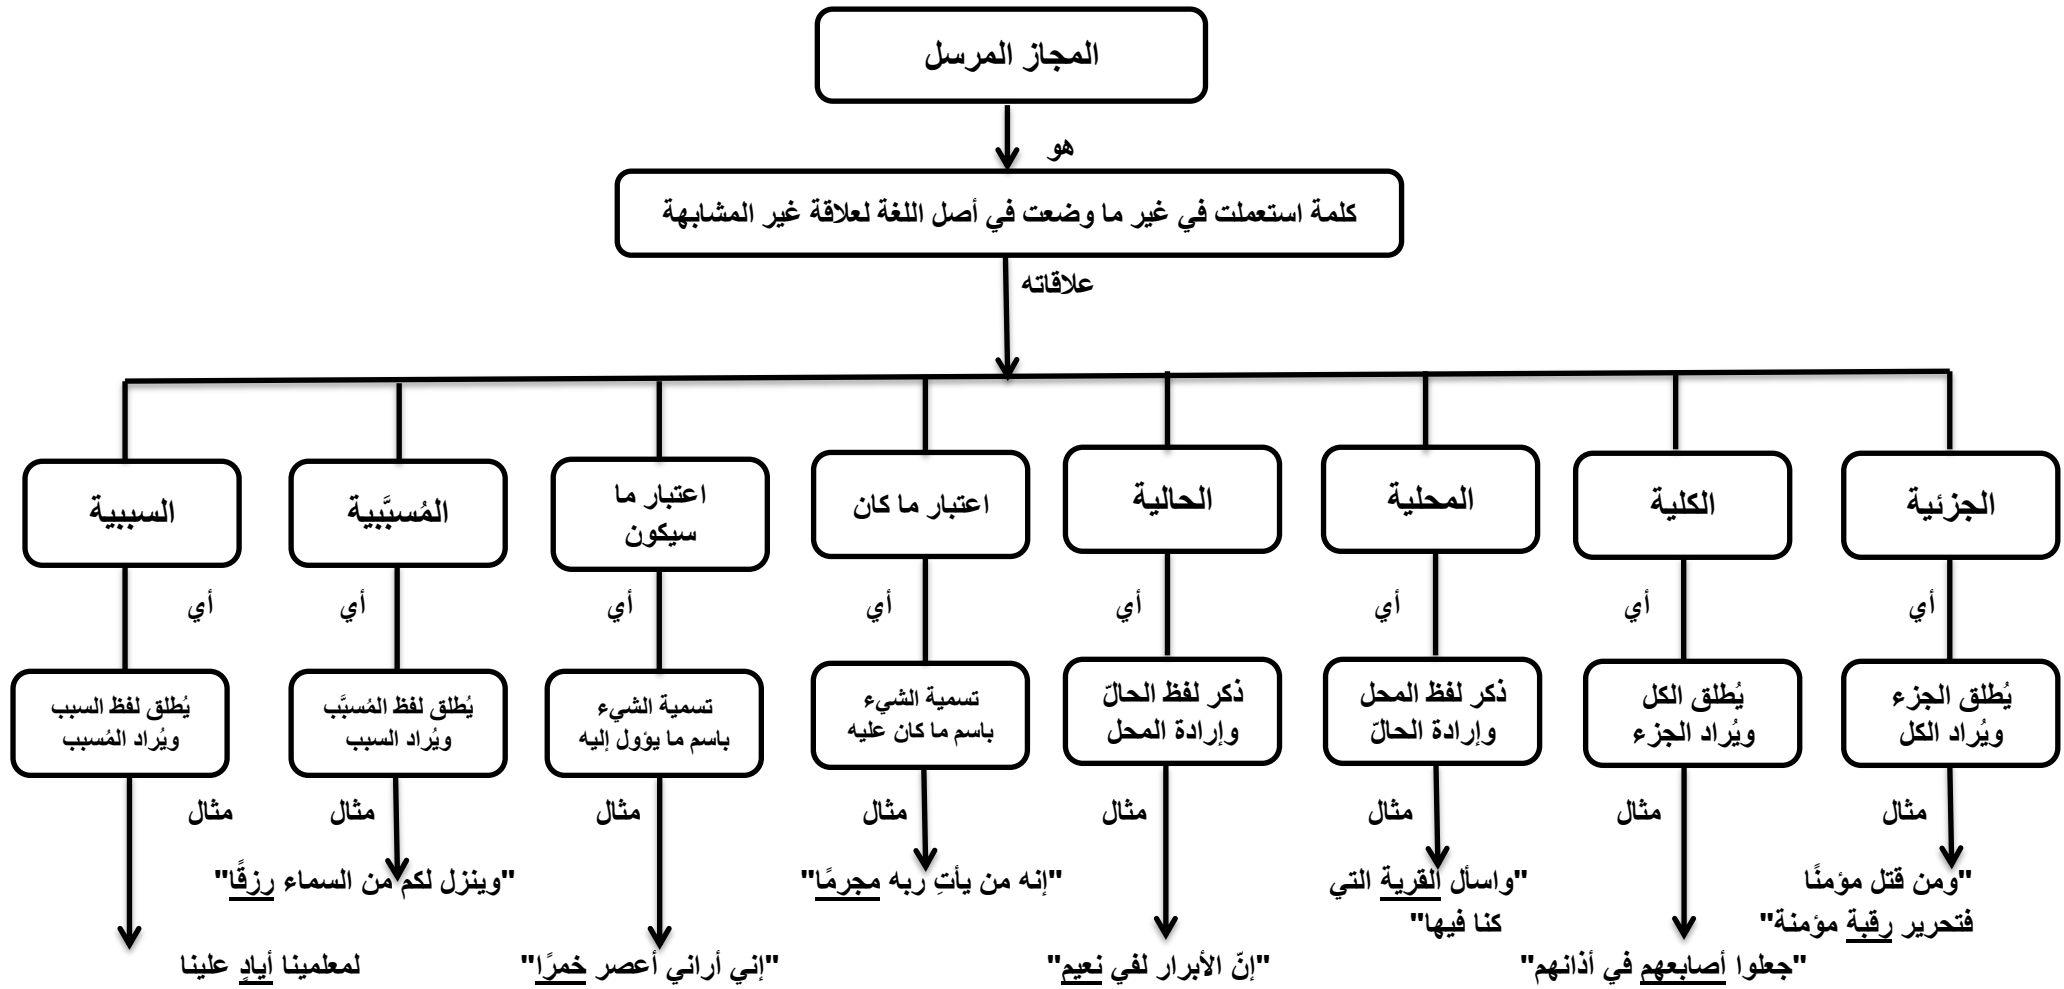 المجاز المرسل
هو
كلمة استعملت في غير ما وضعت في أصل اللغة لعلاقة غير المشابهة
علاقاته
الجزئية
أي
يُطلق الجزء
ويُراد الكل
مثال
"ومن قتل مؤمنًا
فتحرير رقبة مؤمنة"
الكلية
أي
يُطلق الكل
ويُراد الجزء
مثال
"جعلوا أصابعهم في أذانهم"
المحلية
أي
ذكر لفظ المحل
وإرادة الحالّ
مثال
"واسأل القرية التي
كنا فيها"
الحالية
أي
ذكر لفظ الحالّ
وإرادة المحل
مثال
"إنّ الأبرار لفي نعيم"
اعتبار ما كان
أي
تسمية الشيء
باسم ما كان عليه
مثال
"إنه من يأتِ ربه مجرمًا"
اعتبار ما
سيكون
أي
تسمية الشيء
باسم ما يؤول إليه
مثال
"إني أراني أعصر خمرًا"
المُسبَّبية
أي
يُطلق لفظ المُسبَّب
ويُراد السبب
مثال
"وينزل لكم من السماء رزقًا"
السببية
أي
يُطلق لفظ السبب
ويُراد المُسبب
مثال
لمعلمينا أيادٍ علينا